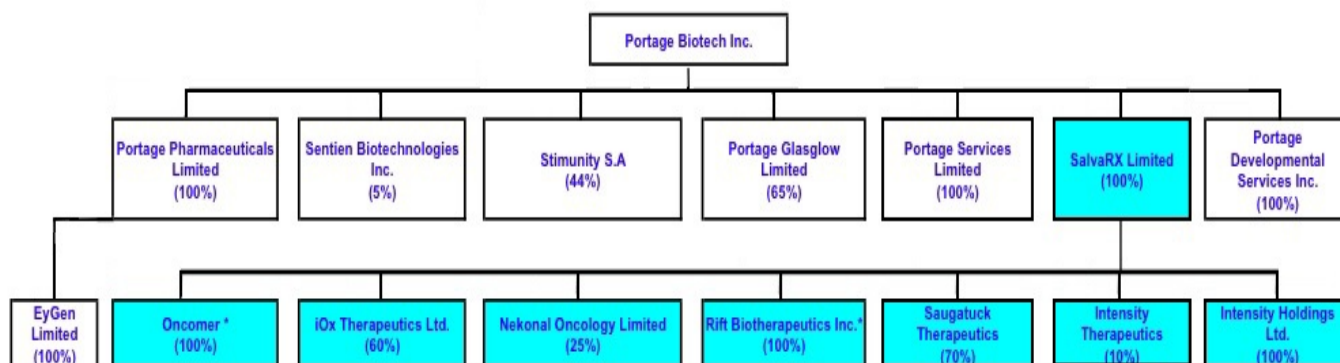 Portage Biotech Inc.
Portage Pharmaceuticals
Limited
(100%)
Sentien Biotechnologies
Inc.
(5%)
Stimunity S.A
(44%)
Portage Glasglow
Limited
(65%)
Portage Services
Limited
(100%)
SalvaRX Limited
(100%)
Portage
Developmental
Services Inc.
(100%)
EyGen
Limited
(100%)
Oncomer *
(100%)
iOx Therapeutics Ltd.
(60%)
Nekonal Oncology Limited
(25%)
Rift Biotherapeutics Inc.*
(100%)
Saugatuck
Therapeutics
(70%)
Intensity
Therapeutics
(10%)
Intensity Holdings
Ltd.
(100%)